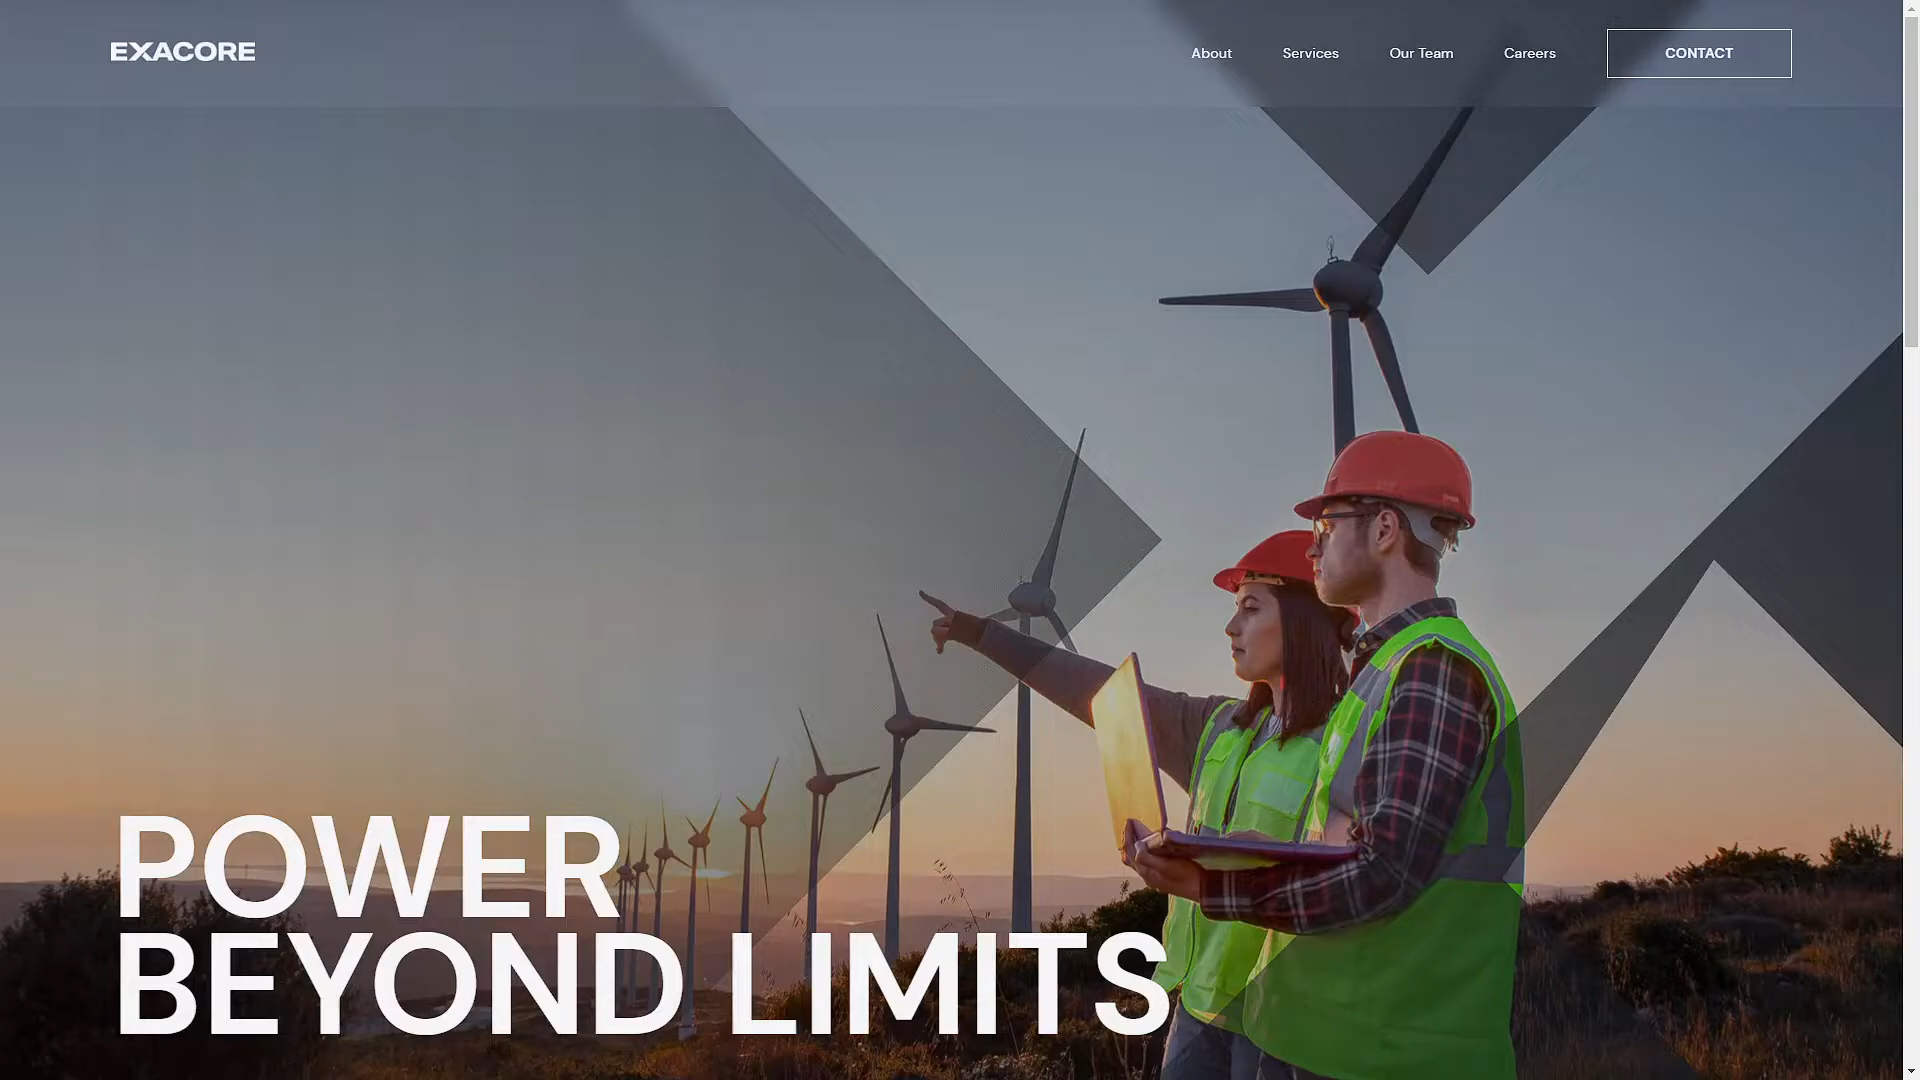 EXACORE
About
Services
Our Team
Careers
CONTACT
POWER
BEYOND LIMITS